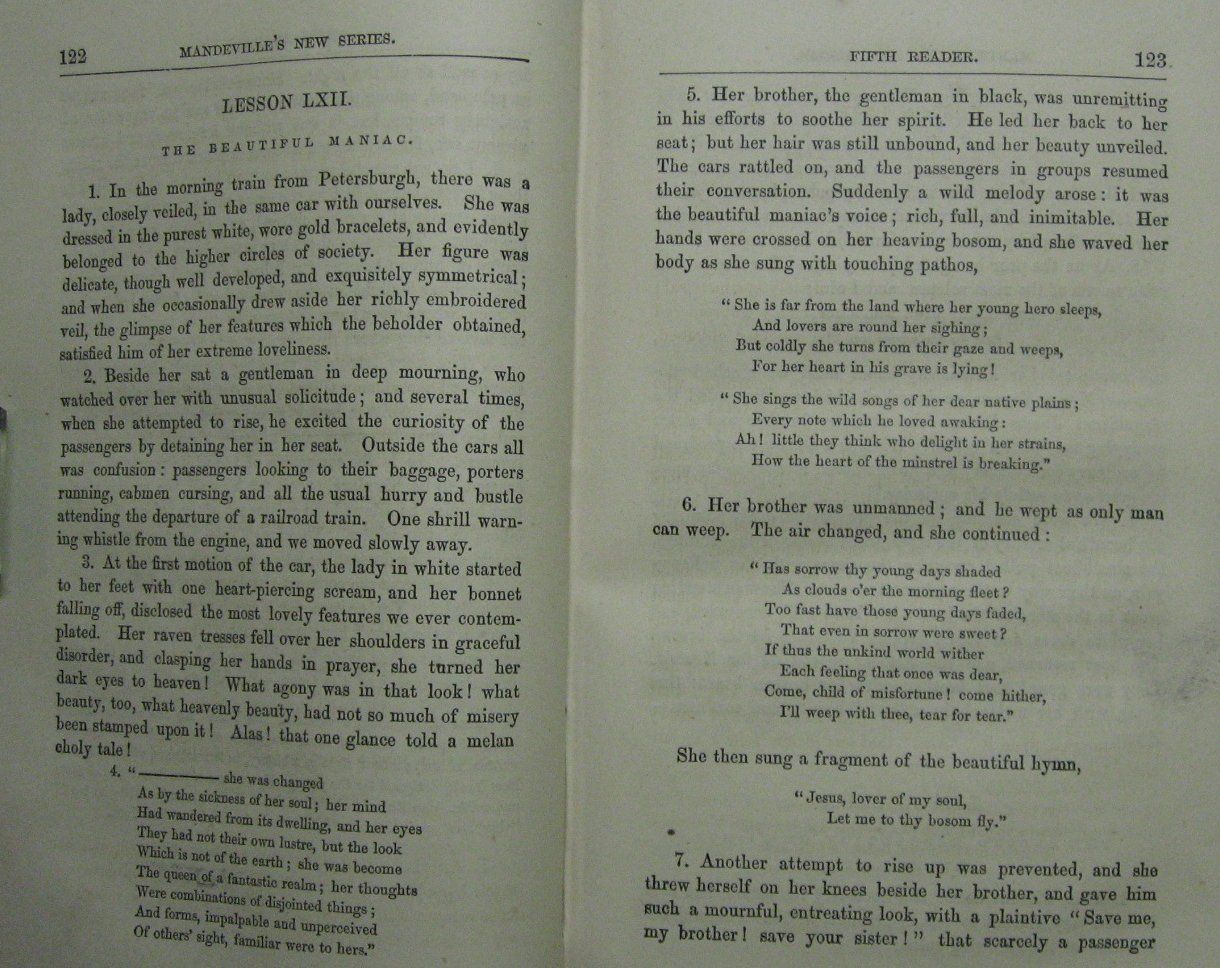 122
MANDEVILLE'S NEW SERIES.
LESSON LXII.
THE BEAUTIFUL MANIAC.
1. In the morning train from Petersburgh, there was a
lady, closely veiled, in the same car with ourselves. She was
dressed in the purest white, wore gold bracelets, and evidently
belonged to the higher circles of society. Her figure was
delicate, though well developed, and exquisitely symmetrical;
and when she occasionally drew aside her richly embroidered
veil, the glimpse of her features which the beholder obtained,
satisfied him of her extreme loveliness.
2. Beside her sat a gentleman in deep mourning, who
watched over her with unusual solicitude; and several times,
when she attempted to rise, he excited the curiosity of the
passengers by detaining her in her seat. Outside the cars all
was confusion: passengers looking to their baggage, porters
running, cabmen cursing, and all the usual hurry and bustle
attending the departure of a railroad train. One shrill warn-
ing whistle from the engine, and we moved slowly away.
3. At the first motion of the car, the lady in white started
to her feet with one heart-piercing scream, and her bonnet
falling off, disclosed the most lovely features we ever contem-
plated. Her raven tresses fell over her shoulders in graceful
disorder, and clasping her hands in prayer, she turned her
dark eyes to heaven! What agony was in that look! what
beauty, too, what heavenly beauty, had not so much of misery
been stamped upon it! Alas! that one glance told a melan
choly tale!
4. "———— she was changed
As by the sickness of her soul; her mind
Had wandered from its dwelling, and her eyes
They had not their own lustre, but the look
Which is not of the earth; she was become
The queen of a fantastic realm; her thoughts
Were combinations of disjointed things;
And forms, impalpable and unperceived
Of others' sight, familiar were to hers."
FIFTH READER.
123
5. Her brother, the gentleman in black, was unremitting
in his efforts to soothe her spirit. He led her back to her
seat; but her hair was still unbound, and her beauty unveiled.
The cars rattled on, and the passengers in groups resumed
their conversation. Suddenly a wild melody arose: it was
the beautiful maniac's voice; rich, full, and inimitable. Her
hands were crossed on her heaving bosom, and she waved her
body as she sung with touching pathos,
"She is far from the land where her young hero sleeps,
And lovers are round her sighing;
But coldly she turns from their gaze and weeps,
For her heart in his grave is lying!
"She sings the wild songs of her dear native plains;
Every note which he loved awaking:
Ah! little they think who delight in her strains,
How the heart of the minstrel is breaking."
6. Her brother was unmanned; and he wept as only man
can weep. The air changed, and she continued:
"Has sorrow thy young days shaded
As clouds o'er the morning fleet?
Too fast have those young days faded,
That even in sorrow were sweet?
If thus the unkind world wither
Each feeling that once was dear,
Come, child of misfortune! come hither,
I'll weep with thee, tear for tear."
She then sung a fragment of the beautiful hymn,
"Jesus, lover of my soul,
Let me to thy bosom fly."
7. Another attempt to rise up was prevented, and she
threw herself on her knees beside her brother, and gave him
such a mournful, entreating look, with a plaintive "Save me,
my brother! save your sister!" that scarcely a passenger